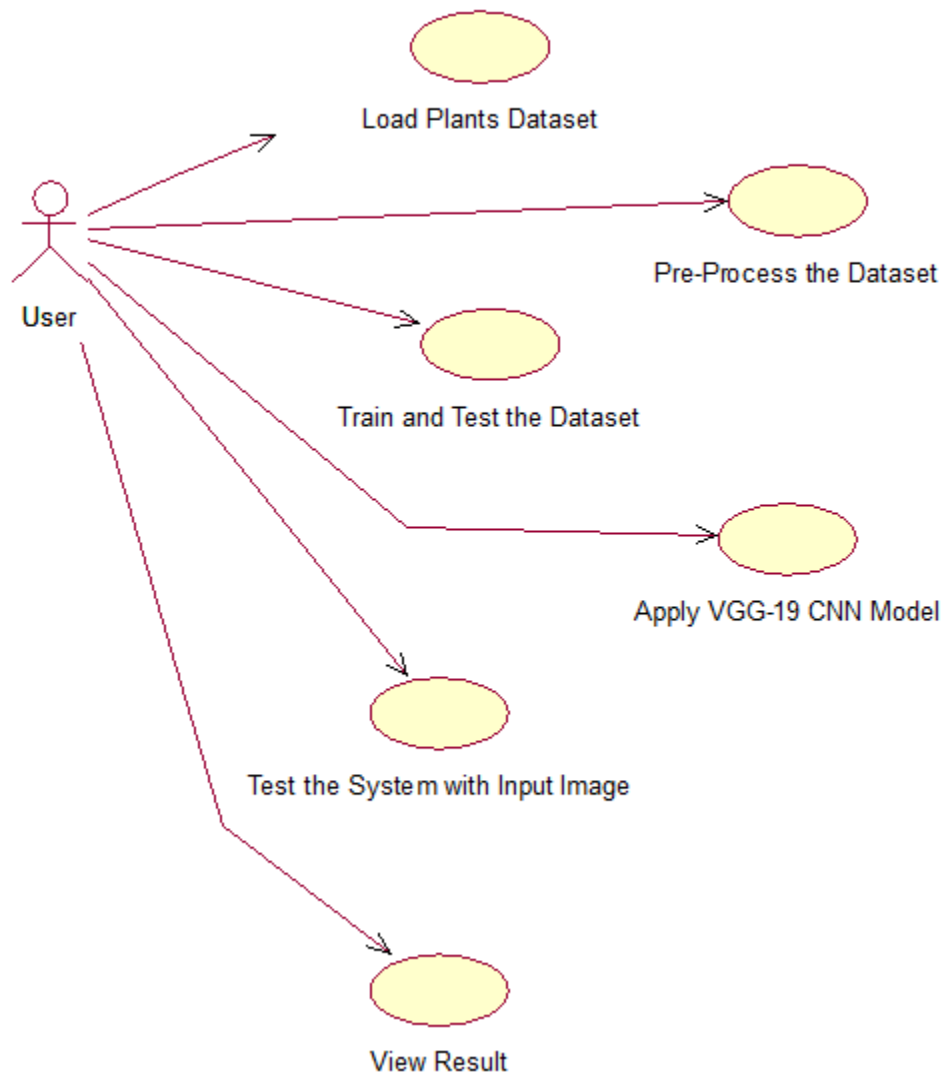 Load Plants Dataset
Pre-Process the Dataset
User
Train and Test the Dataset
Apply VGG-19 CNN Model
Test the System with Input Image
View Result